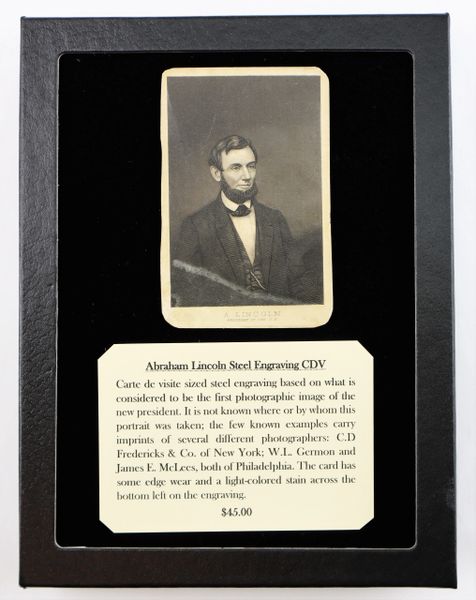 A. LINCOLN
Abraham Lincoln Steel Engraving CDV
Carte de visite sized steel engraving based on what is
considered to be the first photographic image of the
new president. It is not known where or by whom this
portrait was taken; the few known examples carry
imprints of several different photographers: C.D
Fredericks & Co. of New York; W.L. Germon and
James E. McLees, both of Philadelphia. The card has
some edge wear and a light-colored stain across the
bottom left on the engraving.
$45.00